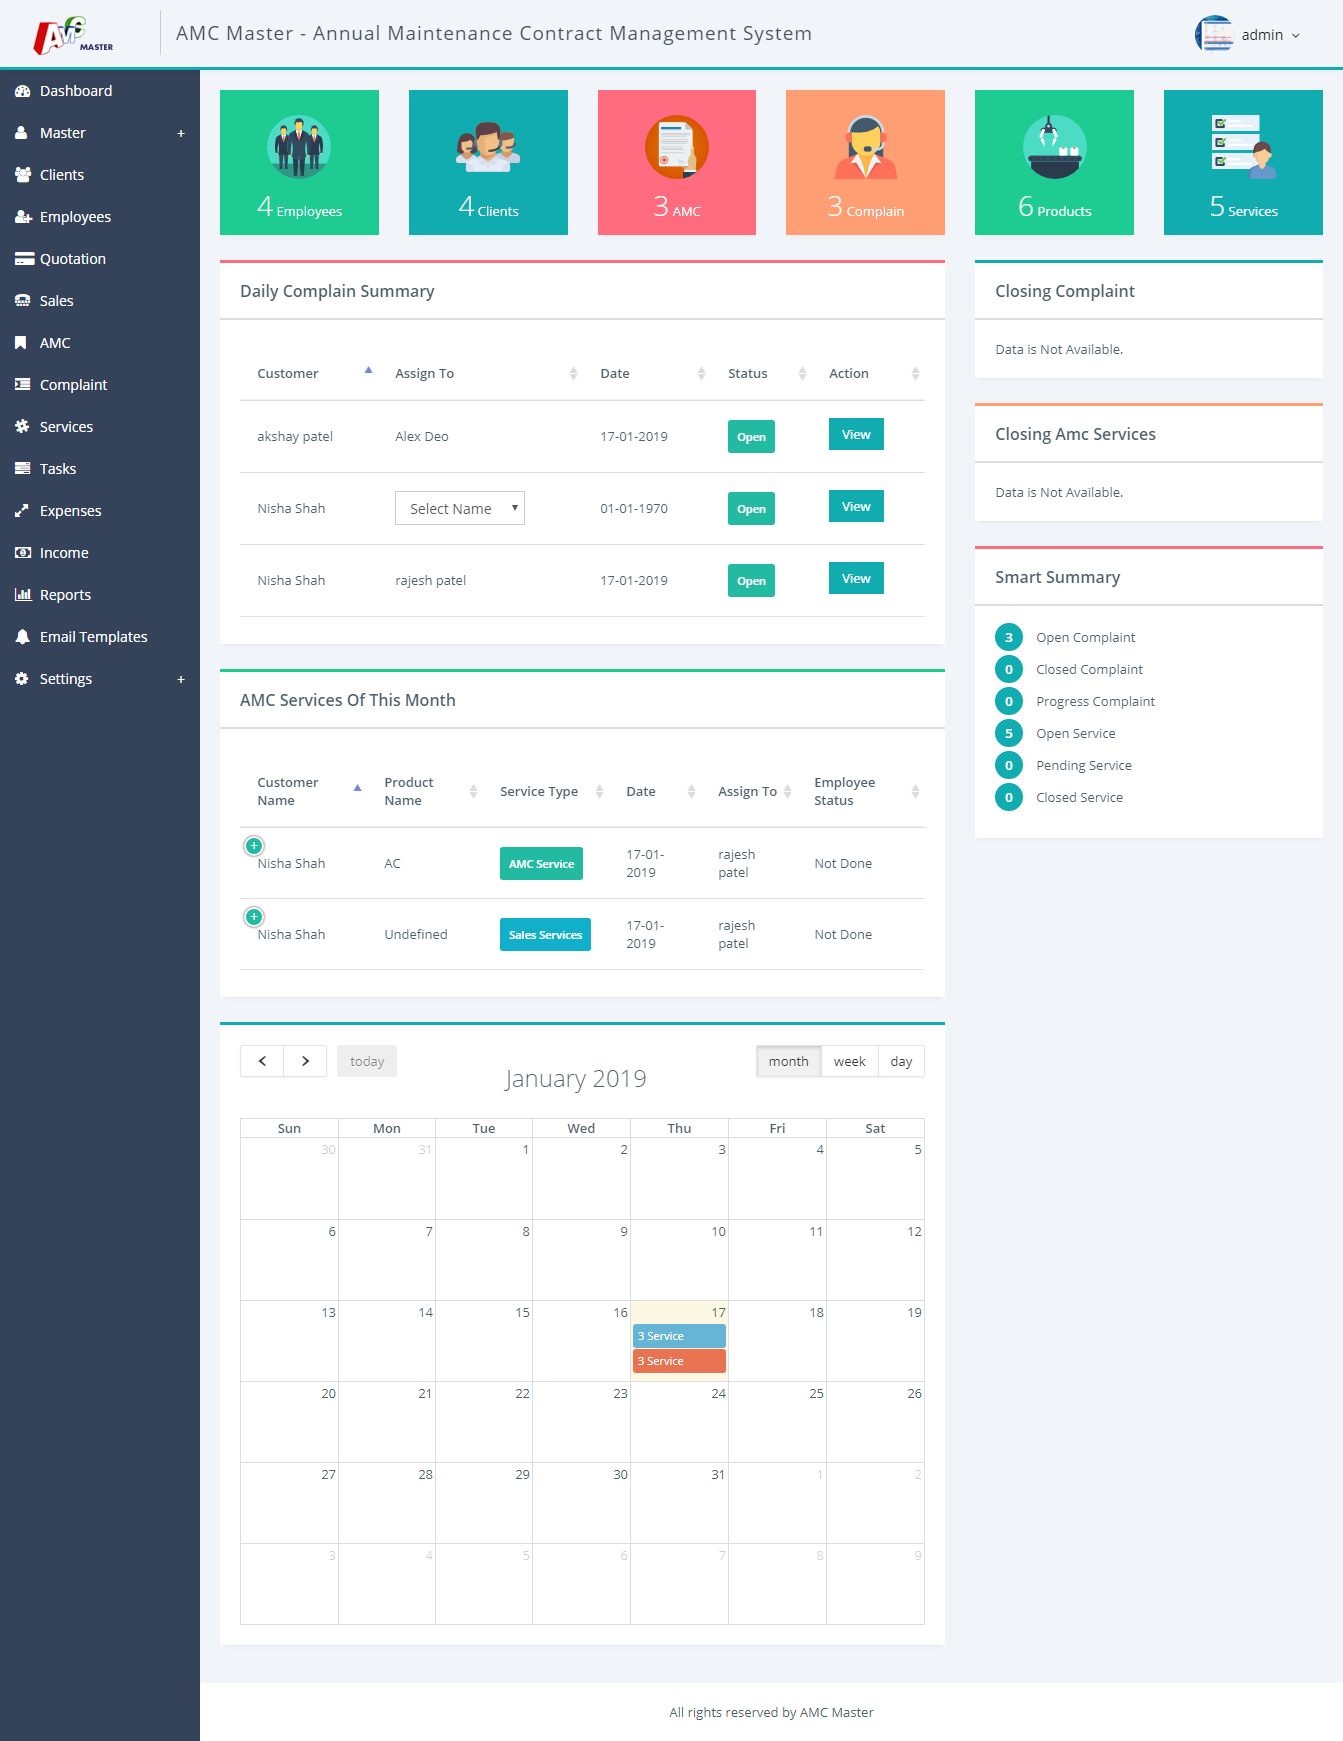 AMC MASTER
AMC Master - Annual Maintenance Contract Management System
admin
Dashboard
Master +
Clients
Employees
Quotation
Sales
AMC
Complaint
Services
Tasks
Expenses
Income
Reports
Email Templates
Settings +
4 Employees
4 Clients
3 AMC
3 Complain
6 Products
5 Services
Daily Complain Summary
Customer Assign To Date Status Action
akshay patel Alex Deo 17-01-2019 Open View
Nisha Shah Select Name 01-01-1970 Open View
Nisha Shah rajesh patel 17-01-2019 Open View
AMC Services Of This Month
Customer Name Product Name Service Type Date Assign To Employee Status
+
Nisha Shah AC AMC Service 17-01-2019 rajesh patel Not Done
+
Nisha Shah Undefined Sales Services 17-01-2019 rajesh patel Not Done
today
January 2019
month week day
Sun Mon Tue Wed Thu Fri Sat
30 31 1 2 3 4 5
6 7 8 9 10 11 12
13 14 15 16 17 18 19
3 Service
3 Service
20 21 22 23 24 25 26
27 28 29 30 31 1 2
3 4 5 6 7 8 9
Closing Complaint
Data is Not Available.
Closing Amc Services
Data is Not Available.
Smart Summary
3 Open Complaint
0 Closed Complaint
0 Progress Complaint
5 Open Service
0 Pending Service
0 Closed Service
All rights reserved by AMC Master